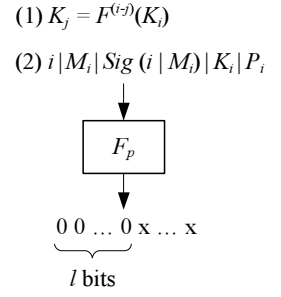 (1) K_j = F^{(i-j)}(K_i)
(2) i | M_i | Sig (i | M_i) | K_i | P_i
F_p
0 0 ... 0 x ... x
l bits